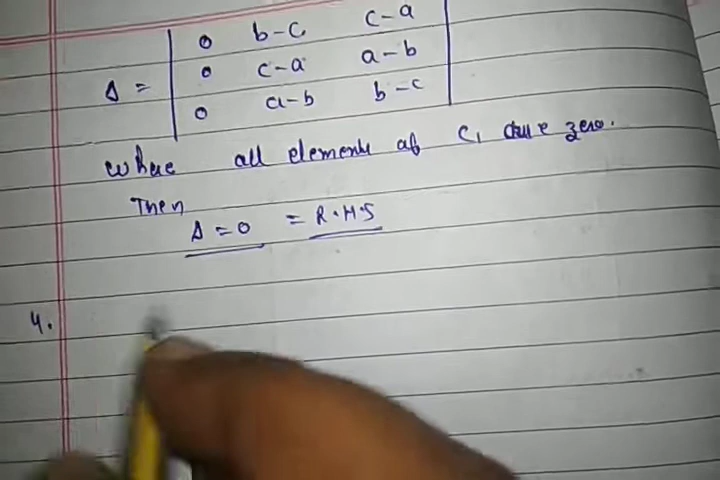 0 b-c c-a
Δ = 0 c-a a-b
0 a-b b-c
where all elements of C₁ are zero.
Then
Δ = 0 = R.H.S
4.